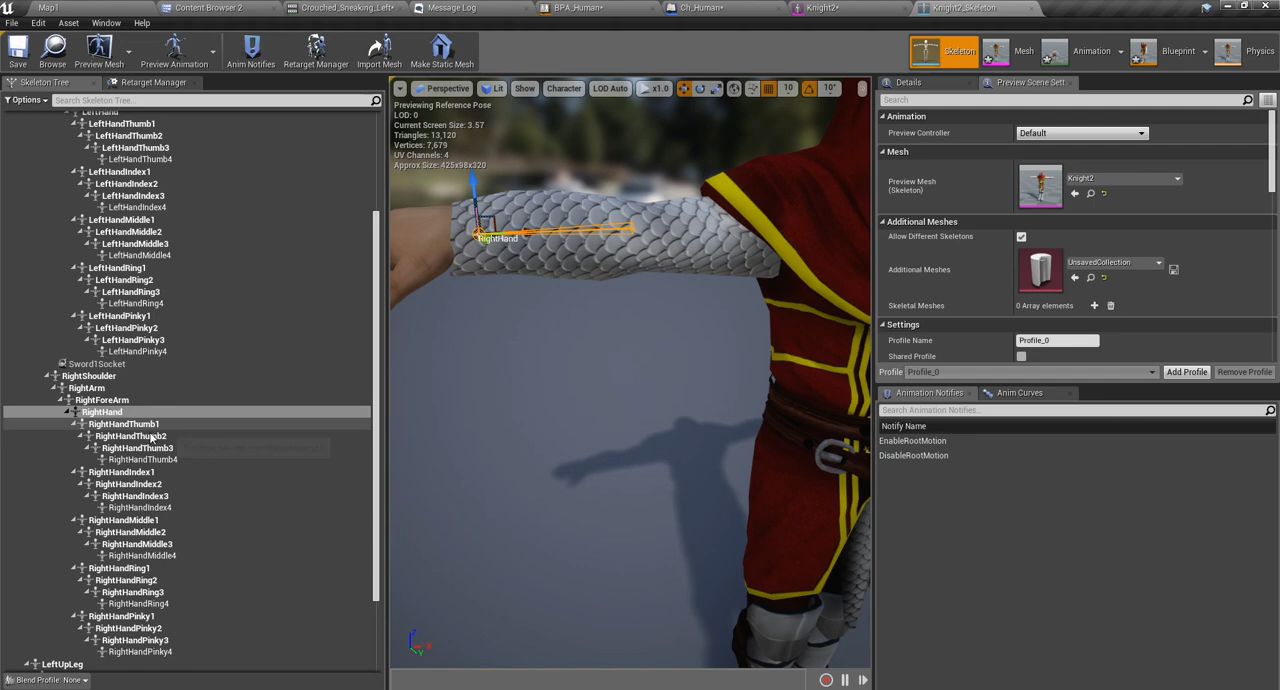 Map1
Content Browser 2
Crouched_Sneaking_Left*
Message Log
BPA_Human*
Ch_Human*
Knight2*
Knight2_Skeleton
File Edit Asset Window Help
Save
Browse
Preview Mesh
Preview Animation
Anim Notifies
Retarget Manager
Import Mesh
Make Static Mesh
Skeleton
Mesh
Animation
Blueprint
Physics
Skeleton Tree
Retarget Manager
Options
Search Skeleton Tree...
LeftHand
LeftHandThumb1
LeftHandThumb2
LeftHandThumb3
LeftHandThumb4
LeftHandIndex1
LeftHandIndex2
LeftHandIndex3
LeftHandIndex4
LeftHandMiddle1
LeftHandMiddle2
LeftHandMiddle3
LeftHandMiddle4
LeftHandRing1
LeftHandRing2
LeftHandRing3
LeftHandRing4
LeftHandPinky1
LeftHandPinky2
LeftHandPinky3
LeftHandPinky4
Sword1Socket
RightShoulder
RightArm
RightForeArm
RightHand
RightHandThumb1
RightHandThumb2
RightHandThumb3
RightHandThumb4
RightHandIndex1
RightHandIndex2
RightHandIndex3
RightHandIndex4
RightHandMiddle1
RightHandMiddle2
RightHandMiddle3
RightHandMiddle4
RightHandRing1
RightHandRing2
RightHandRing3
RightHandRing4
RightHandPinky1
RightHandPinky2
RightHandPinky3
RightHandPinky4
LeftUpLeg
Blend Profile: None
Perspective Lit Show Character LOD Auto x1.0 10 10°
Previewing Reference Pose
LOD: 0
Current Screen Size: 3.57
Triangles: 13,120
Vertices: 7,679
UV Channels: 4
Approx Size: 425x98x320
RightHand
Z
X
Y
Details
Preview Scene Sett
Search
Animation
Preview Controller
Default
Mesh
Preview Mesh
(Skeleton)
Knight2
Additional Meshes
Allow Different Skeletons
Additional Meshes
UnsavedCollection
Skeletal Meshes
0 Array elements
Settings
Profile Name
Profile_0
Shared Profile
Profile
Profile_0
Add Profile
Remove Profile
Animation Notifies
Anim Curves
Search Animation Notifies...
Notify Name
EnableRootMotion
DisableRootMotion